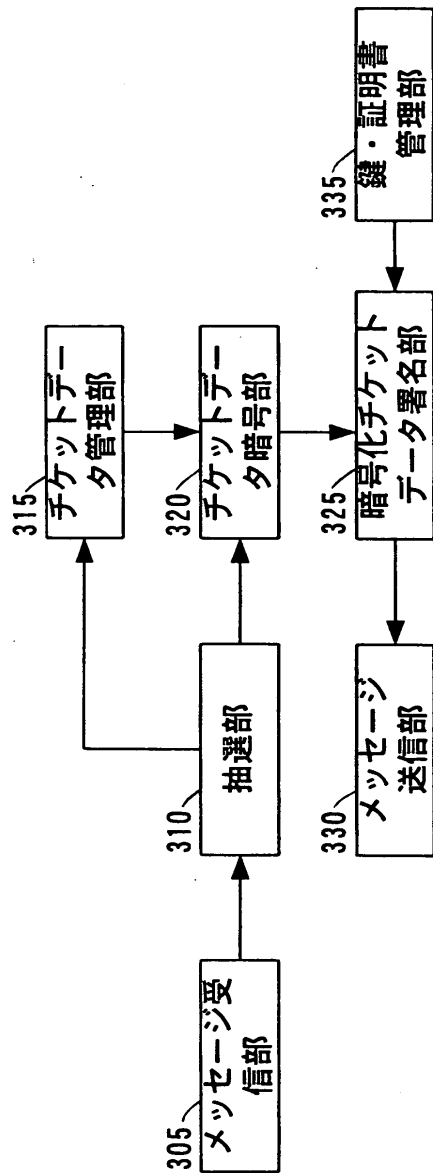 305
メッセージ受
信部
310
抽選部
315
チケットデー
タ管理部
320
チケットデー
タ暗号部
325
暗号化チケット
データ署名部
330
メッセージ
送信部
335
鍵・証明書
管理部